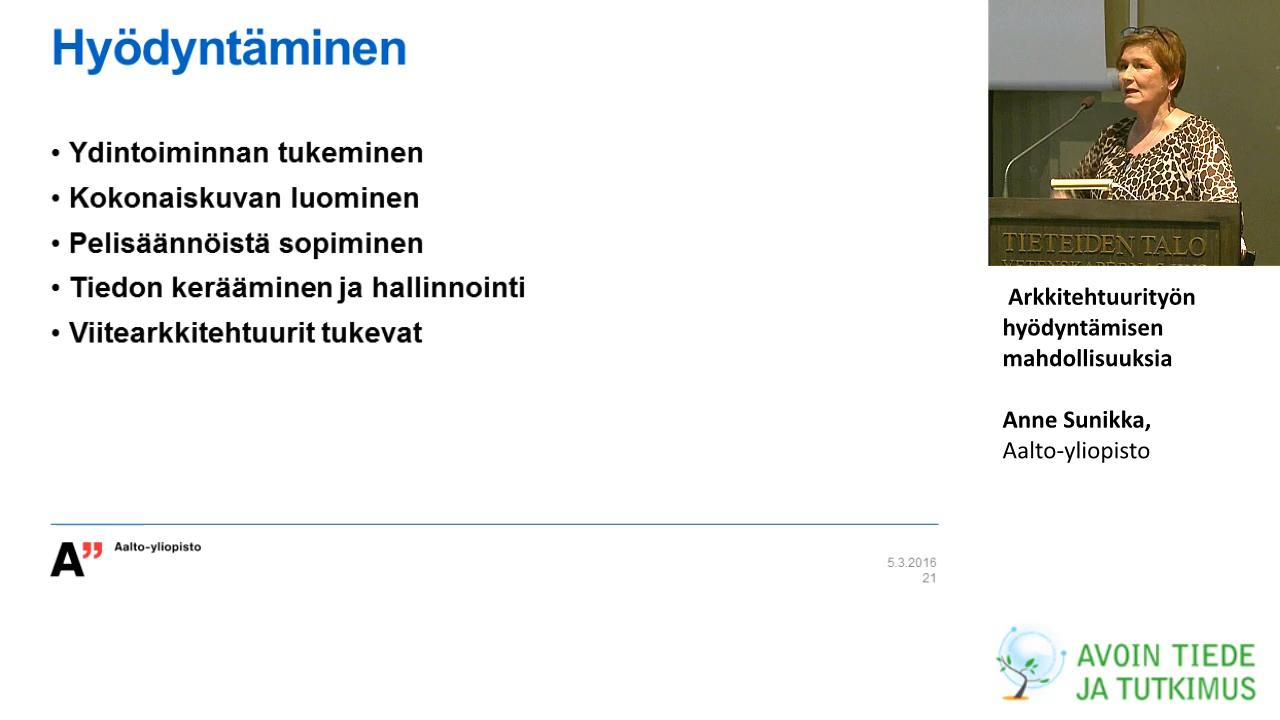 Hyödyntäminen
• Ydintoiminnan tukeminen
• Kokonaiskuvan luominen
• Pelisäännöistä sopiminen
• Tiedon kerääminen ja hallinnointi
• Viitearkkitehtuurit tukevat
A”
Aalto-yliopisto
5.3.2016
21
TIETEIDEN TALO
Arkkitehtuurityön
hyödyntämisen
mahdollisuuksia
Anne Sunikka,
Aalto-yliopisto
AVOIN TIEDE
JA TUTKIMUS